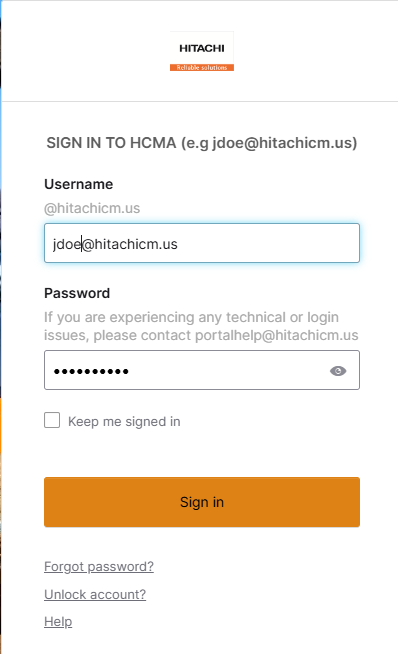 HITACHI
Reliable solutions
SIGN IN TO HCMA (e.g jdoe@hitachicm.us)
Username
@hitachicm.us
jdoe@hitachicm.us
Password
If you are experiencing any technical or login
issues, please contact portalhelp@hitachicm.us
••••••••••
Keep me signed in
Sign in
Forgot password?
Unlock account?
Help